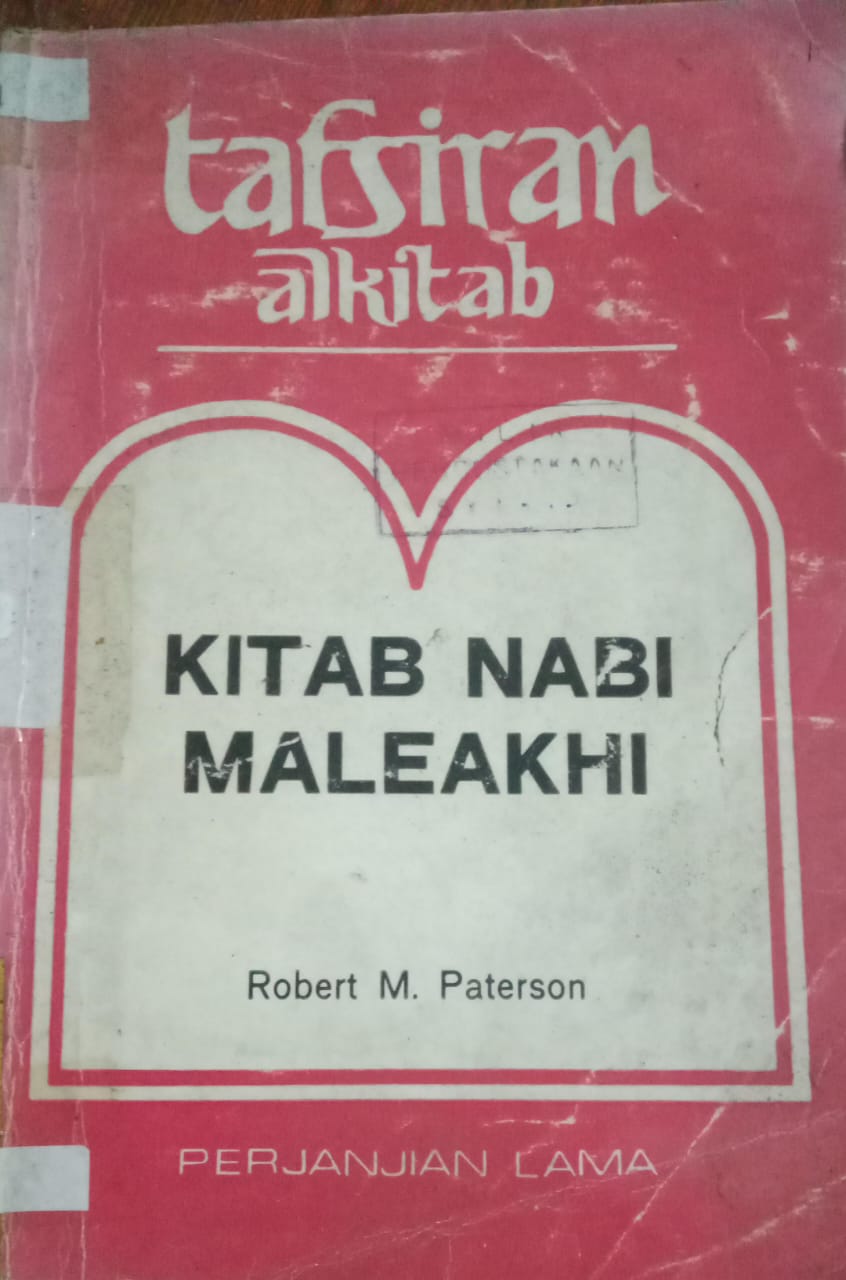 tafsiran
alkitab
KITAB NABI
MALEAKHI
Robert M. Paterson
PERJANJIAN LAMA